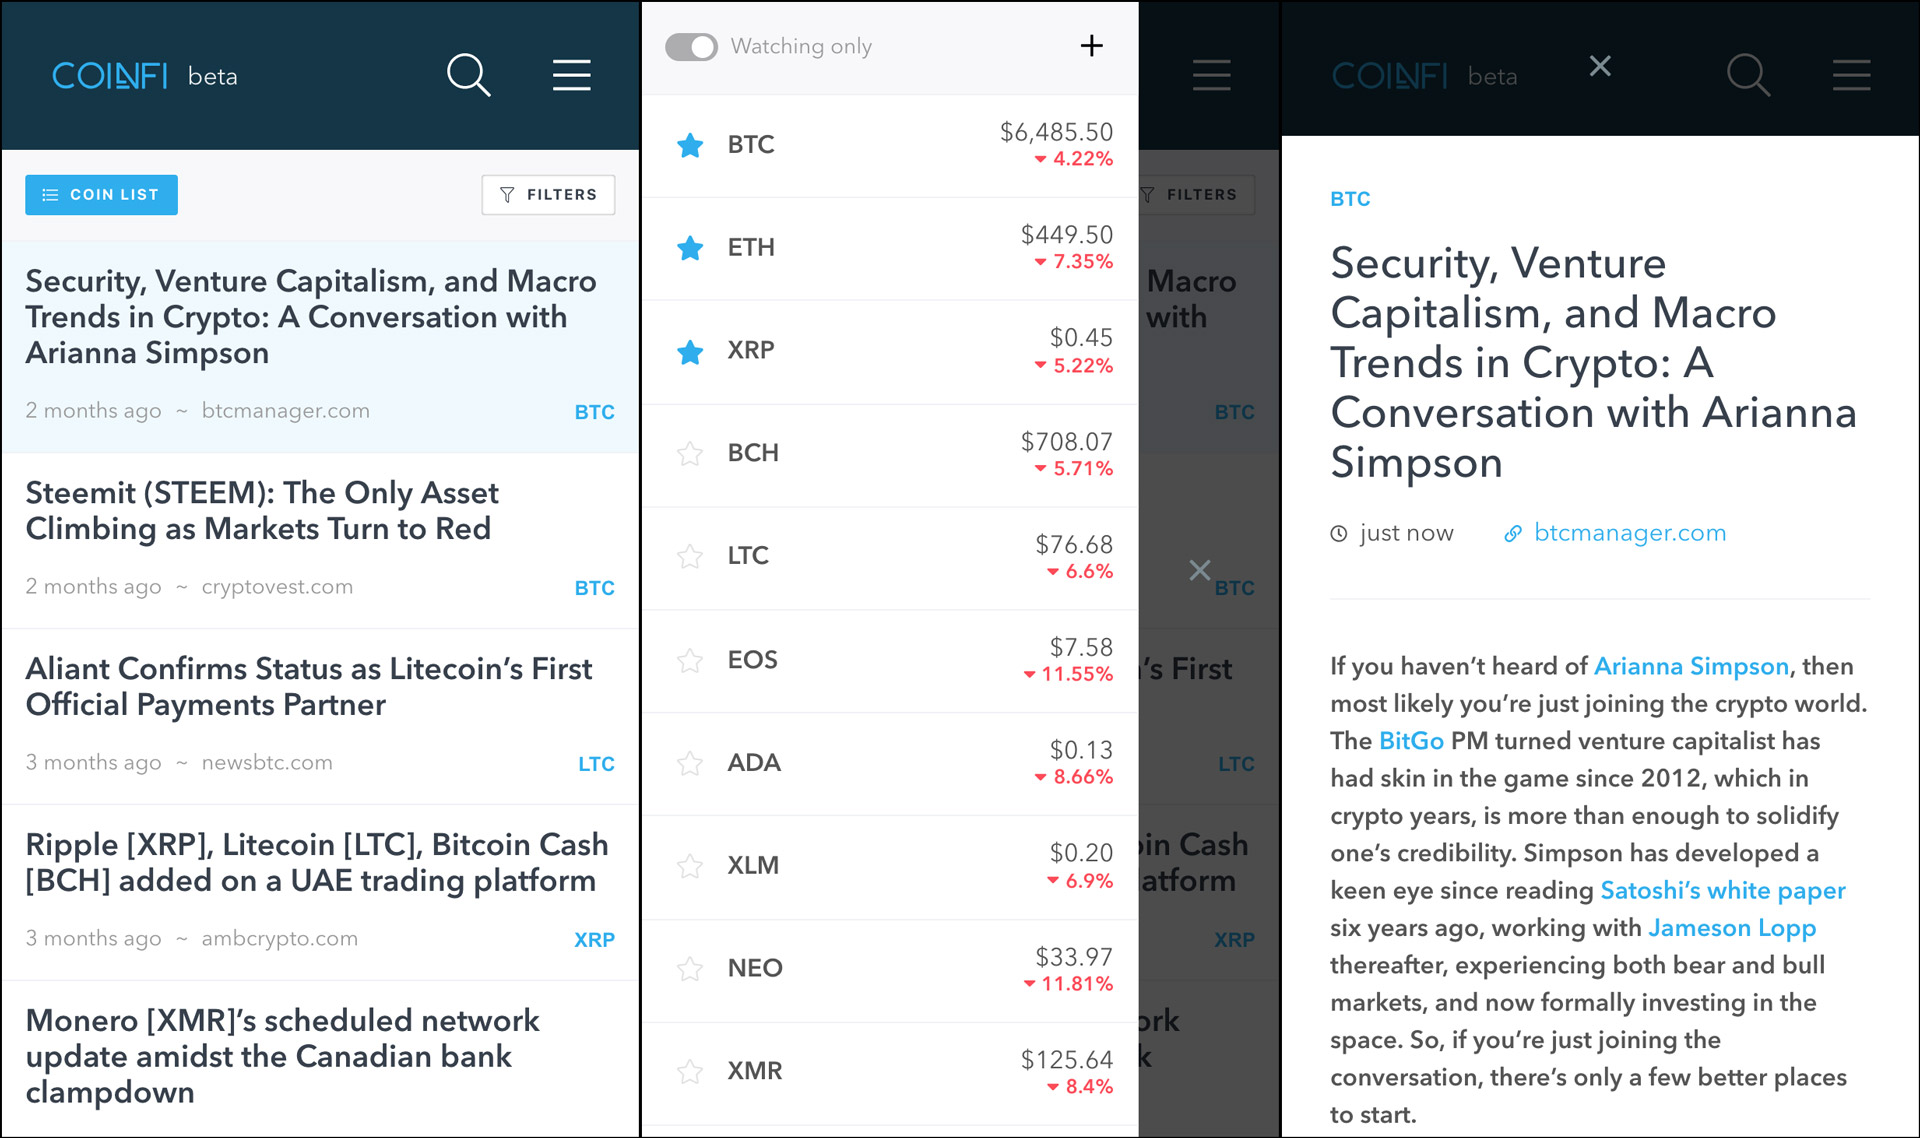 COINFI beta
COIN LIST
FILTERS
Security, Venture Capitalism, and Macro
Trends in Crypto: A Conversation with
Arianna Simpson
2 months ago ~ btcmanager.com BTC
Steemit (STEEM): The Only Asset
Climbing as Markets Turn to Red
2 months ago ~ cryptovest.com BTC
Aliant Confirms Status as Litecoin’s First
Official Payments Partner
3 months ago ~ newsbtc.com LTC
Ripple [XRP], Litecoin [LTC], Bitcoin Cash
[BCH] added on a UAE trading platform
3 months ago ~ ambcrypto.com XRP
Monero [XMR]’s scheduled network
update amidst the Canadian bank
clampdown
Watching only +
BTC $6,485.50
4.22%
ETH $449.50
7.35%
XRP $0.45
5.22%
BCH $708.07
5.71%
LTC $76.68
6.6%
EOS $7.58
11.55%
ADA $0.13
8.66%
XLM $0.20
6.9%
NEO $33.97
11.81%
XMR $125.64
8.4%
FILTERS
Macro
with
BTC
BTC
’s First
LTC
in Cash
atform
XRP
ork
k
COINFI beta
BTC
Security, Venture
Capitalism, and Macro
Trends in Crypto: A
Conversation with Arianna
Simpson
just now btcmanager.com
If you haven’t heard of Arianna Simpson, then
most likely you’re just joining the crypto world.
The BitGo PM turned venture capitalist has
had skin in the game since 2012, which in
crypto years, is more than enough to solidify
one’s credibility. Simpson has developed a
keen eye since reading Satoshi’s white paper
six years ago, working with Jameson Lopp
thereafter, experiencing both bear and bull
markets, and now formally investing in the
space. So, if you’re just joining the
conversation, there’s only a few better places
to start.